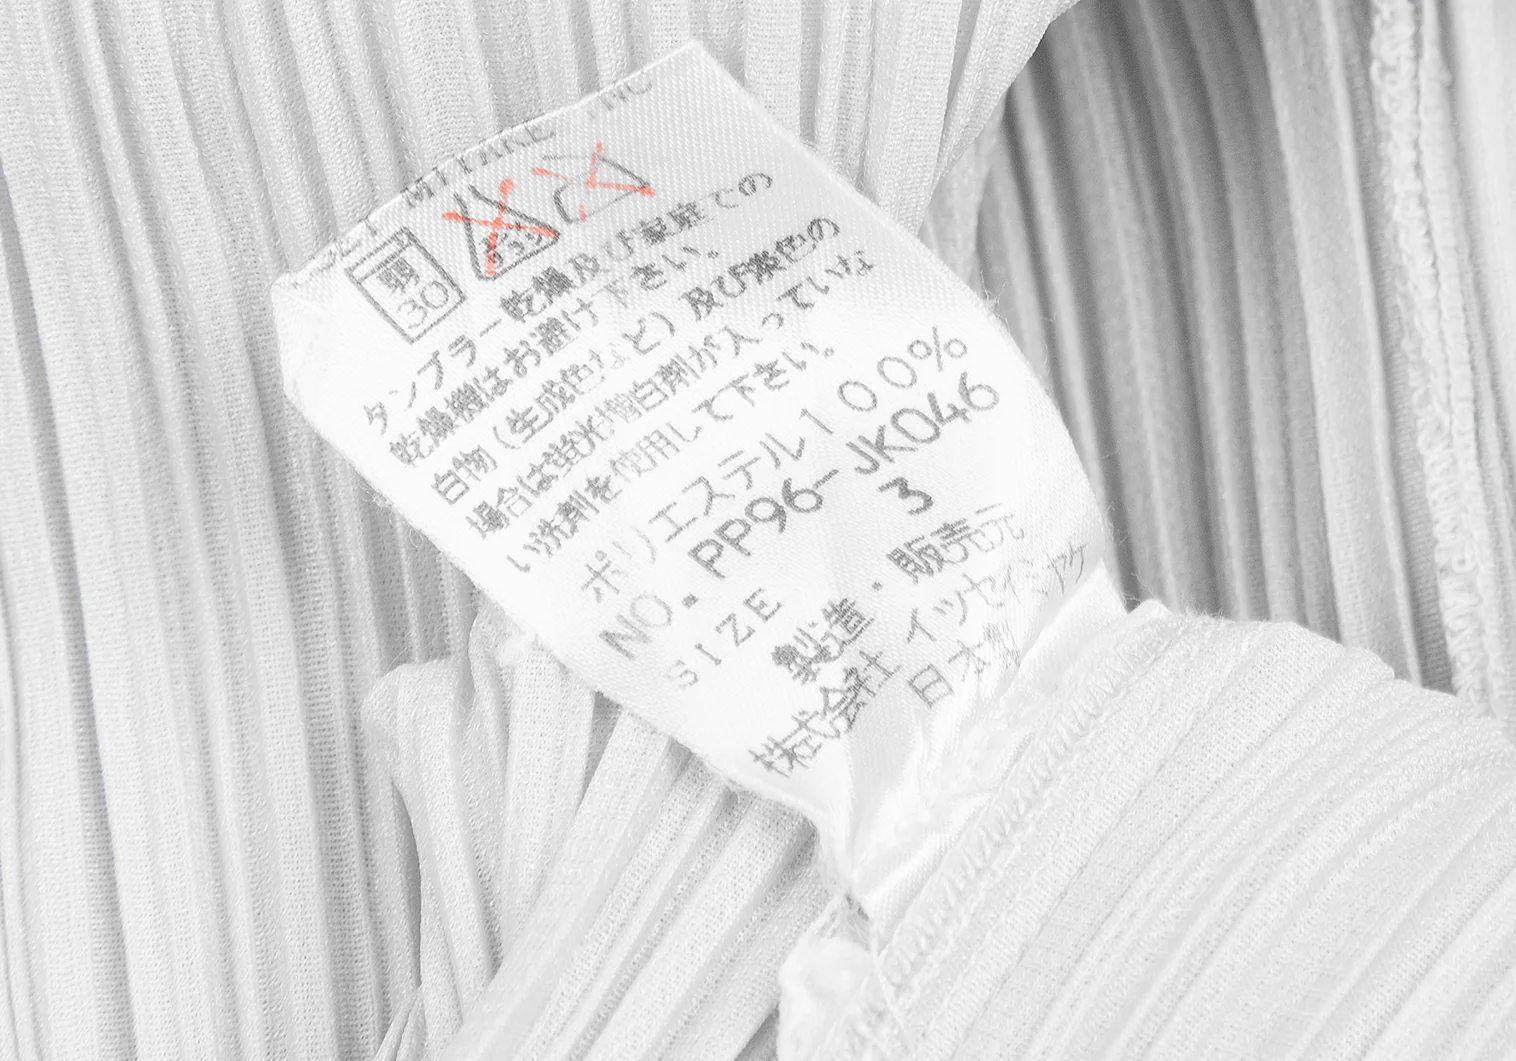 弱
30
タンブラー乾燥及び家庭での
乾燥機はお避け下さい。
白物(生成色など)及び淡色の
場合は蛍光増白剤が入っていな
い洗剤を使用して下さい。
ポリエステル100%
NO. PP96-JK046
SIZE 3
製造・販売元
株式会社 イッセイミヤケ
日本製